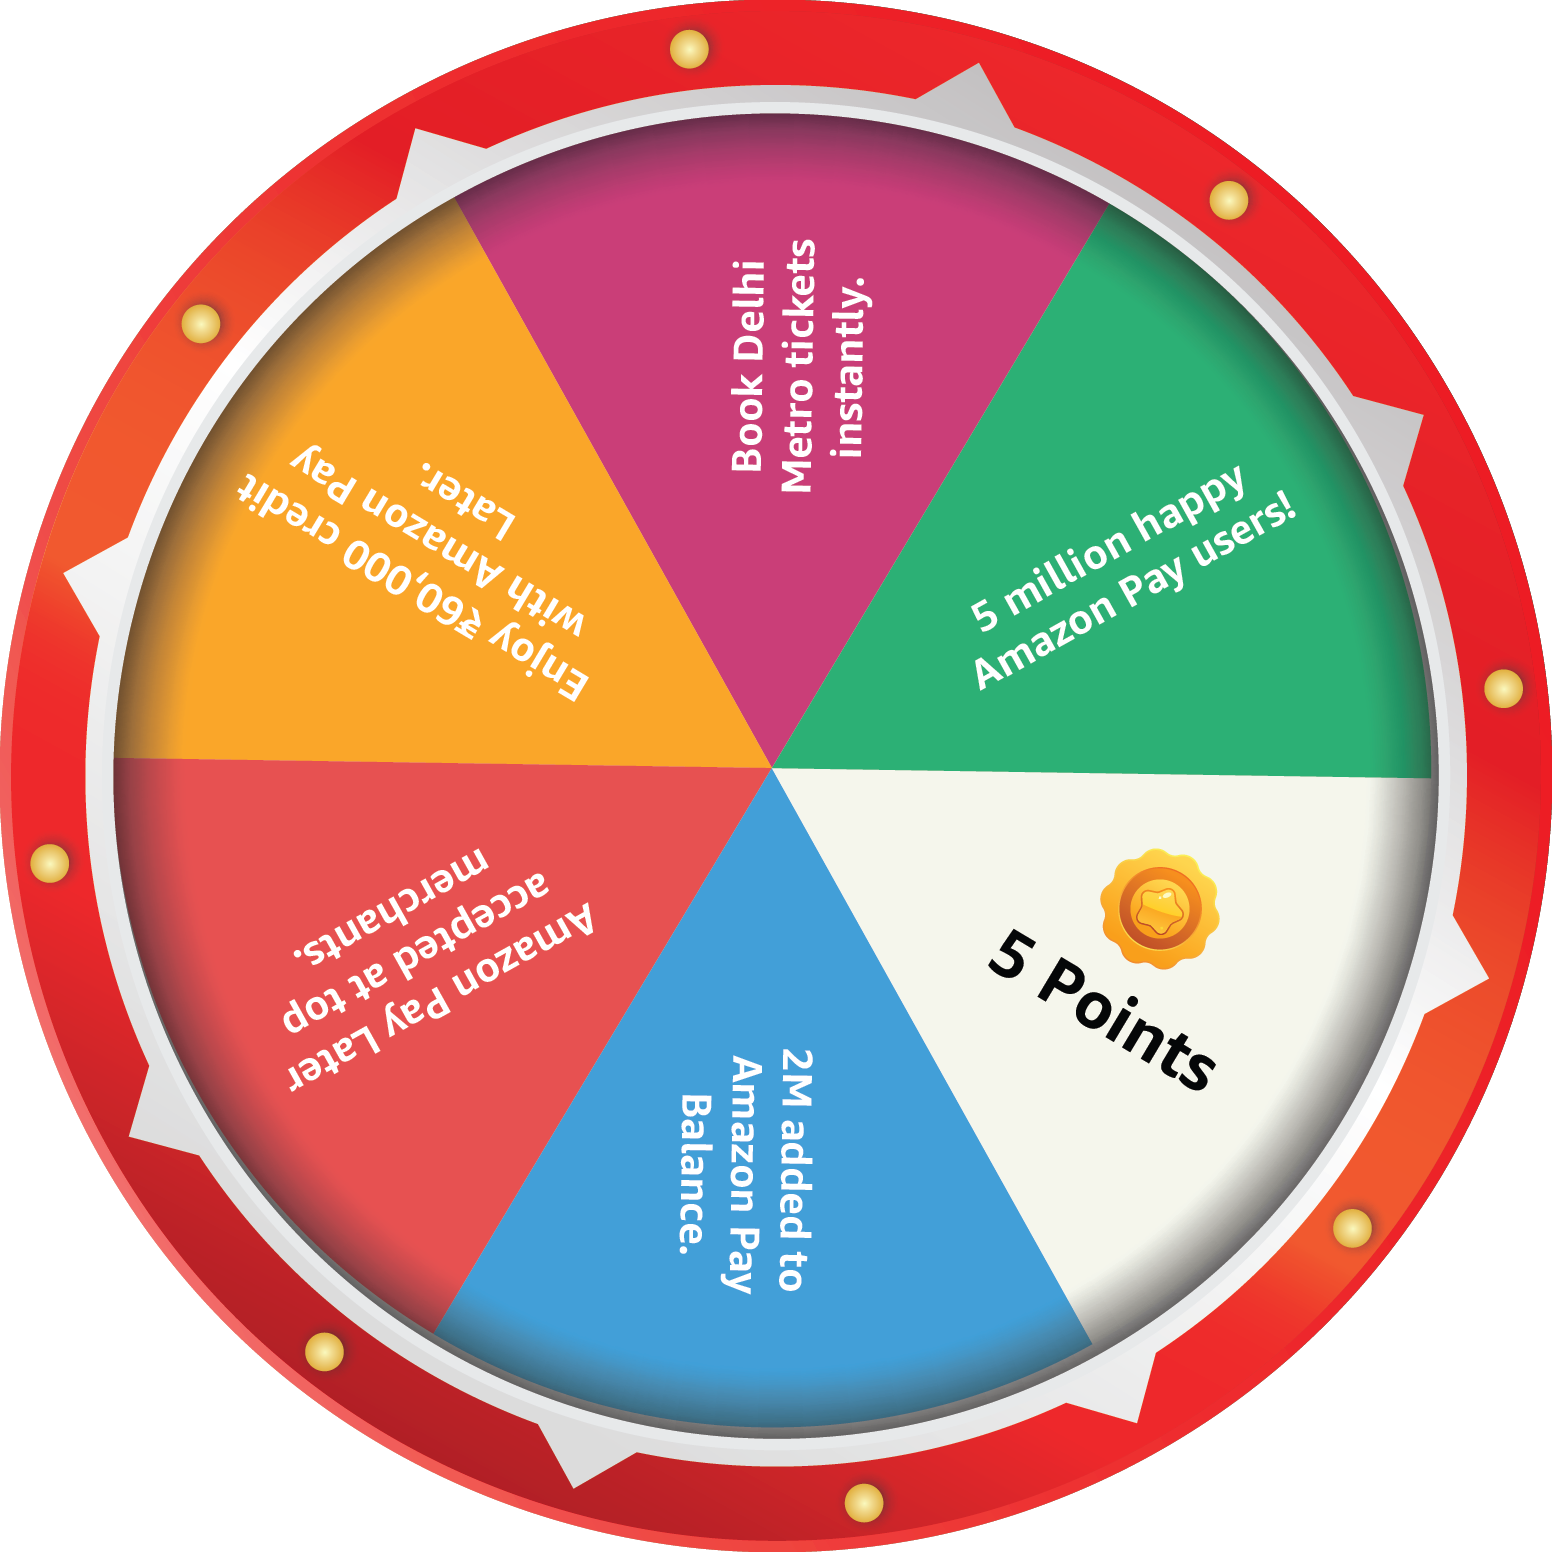 Book Delhi
Metro tickets
instantly.
5 million happy
Amazon Pay users!
5 Points
2M added to
Amazon Pay
Balance.
Amazon Pay Later
accepted at top
merchants.
Enjoy ₹60,000 credit
with Amazon Pay
Later.